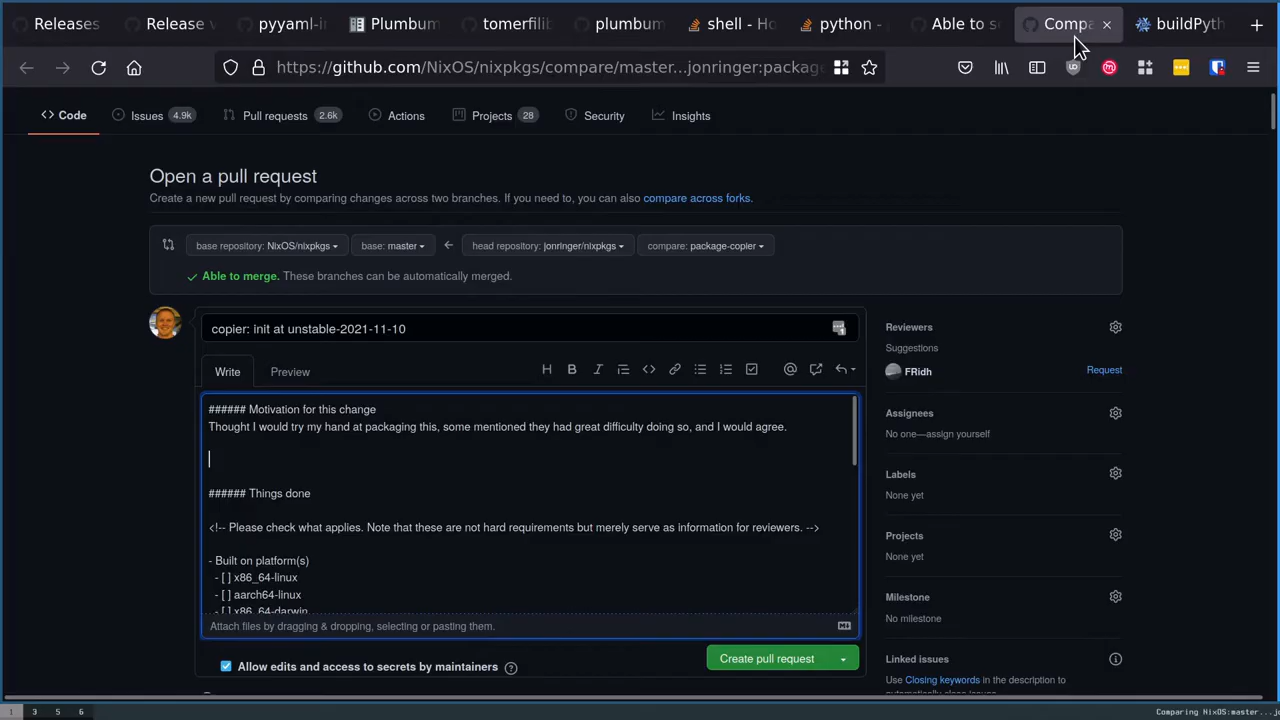 Releases
Release v
pyyaml-i
Plumbum
tomerfilib
plumbum
shell - Ho
python -
Able to s
Compa
buildPyth
https://github.com/NixOS/nixpkgs/compare/master...jonringer:package
Code
Issues 4.9k
Pull requests 2.6k
Actions
Projects 28
Security
Insights
Open a pull request
Create a new pull request by comparing changes across two branches. If you need to, you can also compare across forks.
base repository: NixOS/nixpkgs
base: master
head repository: jonringer/nixpkgs
compare: package-copier
Able to merge. These branches can be automatically merged.
copier: init at unstable-2021-11-10
Write
Preview
###### Motivation for this change
Thought I would try my hand at packaging this, some mentioned they had great difficulty doing so, and I would agree.
###### Things done
<!-- Please check what applies. Note that these are not hard requirements but merely serve as information for reviewers. -->
- Built on platform(s)
- [ ] x86_64-linux
- [ ] aarch64-linux
- [ ] x86_64-darwin
Attach files by dragging & dropping, selecting or pasting them.
Allow edits and access to secrets by maintainers
Create pull request
Reviewers
Suggestions
FRidh
Request
Assignees
No one—assign yourself
Labels
None yet
Projects
None yet
Milestone
No milestone
Linked issues
Use Closing keywords in the description to
automatically close issues
1 3 5 6
Comparing NixOS:master...jo